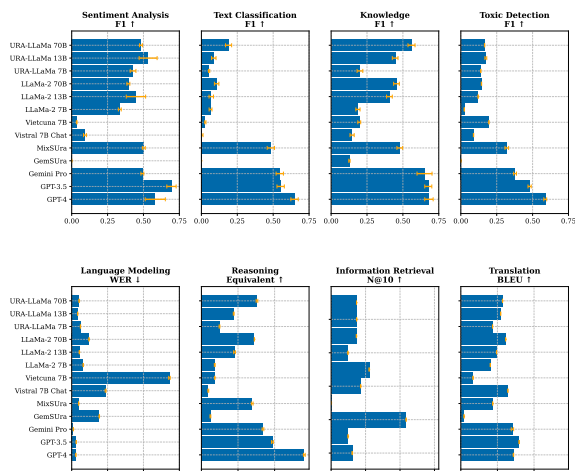 Sentiment Analysis
F1 ↑
Text Classification
F1 ↑
Knowledge
F1 ↑
Toxic Detection
F1 ↑
URA-LLaMa 70B
URA-LLaMa 13B
URA-LLaMa 7B
LLaMa-2 70B
LLaMa-2 13B
LLaMa-2 7B
Vietcuna 7B
Vistral 7B Chat
MixSUra
GemSUra
Gemini Pro
GPT-3.5
GPT-4
0.00 0.25 0.50 0.75
0.00 0.25 0.50 0.75
0.00 0.25 0.50 0.75
0.00 0.25 0.50 0.75
Language Modeling
WER ↓
Reasoning
Equivalent ↑
Information Retrieval
N@10 ↑
Translation
BLEU ↑
URA-LLaMa 70B
URA-LLaMa 13B
URA-LLaMa 7B
LLaMa-2 70B
LLaMa-2 13B
LLaMa-2 7B
Vietcuna 7B
Vistral 7B Chat
MixSUra
GemSUra
Gemini Pro
GPT-3.5
GPT-4